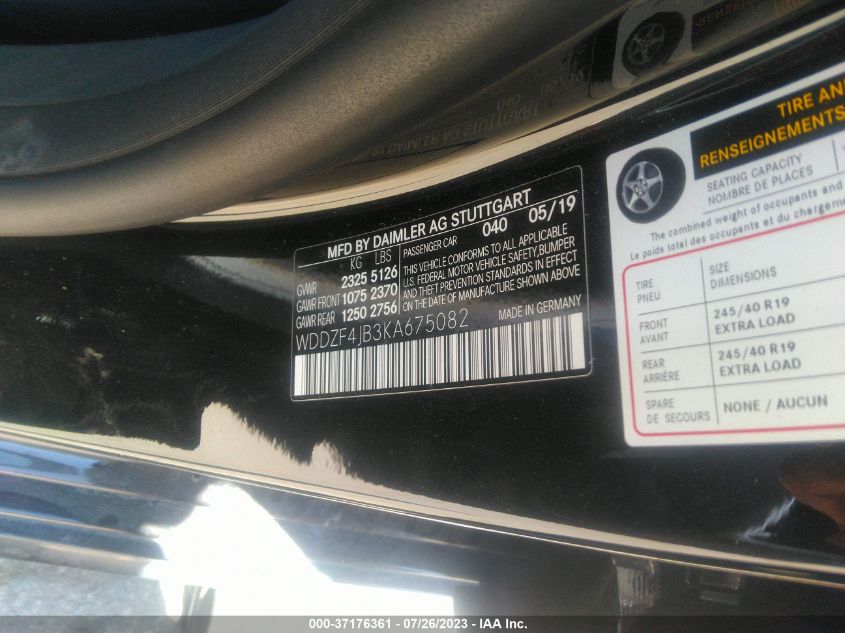 MFD BY DAIMLER AG STUTTGART
KG LBS PASSENGER CAR 040 05/19
GVWR 2325 5126
GAWR FRONT 1075 2370
GAWR REAR 1250 2756
THIS VEHICLE CONFORMS TO ALL APPLICABLE
U.S. FEDERAL MOTOR VEHICLE SAFETY, BUMPER
AND THEFT PREVENTION STANDARDS IN EFFECT
ON THE DATE OF MANUFACTURE SHOWN ABOVE
WDDZF4JB3KA675082 MADE IN GERMANY
TIRE AN
RENSEIGNEMENTS
SEATING CAPACITY
NOMBRE DE PLACES
The combined weight of occupants and
Le poids total des occupants et du chargeme
TIRE
PNEU
SIZE
DIMENSIONS
FRONT
AVANT
245/40 R19
EXTRA LOAD
REAR
ARRIÈRE
245/40 R19
EXTRA LOAD
SPARE
DE SECOURS
NONE / AUCUN
000-37176361 - 07/26/2023 - IAA Inc.